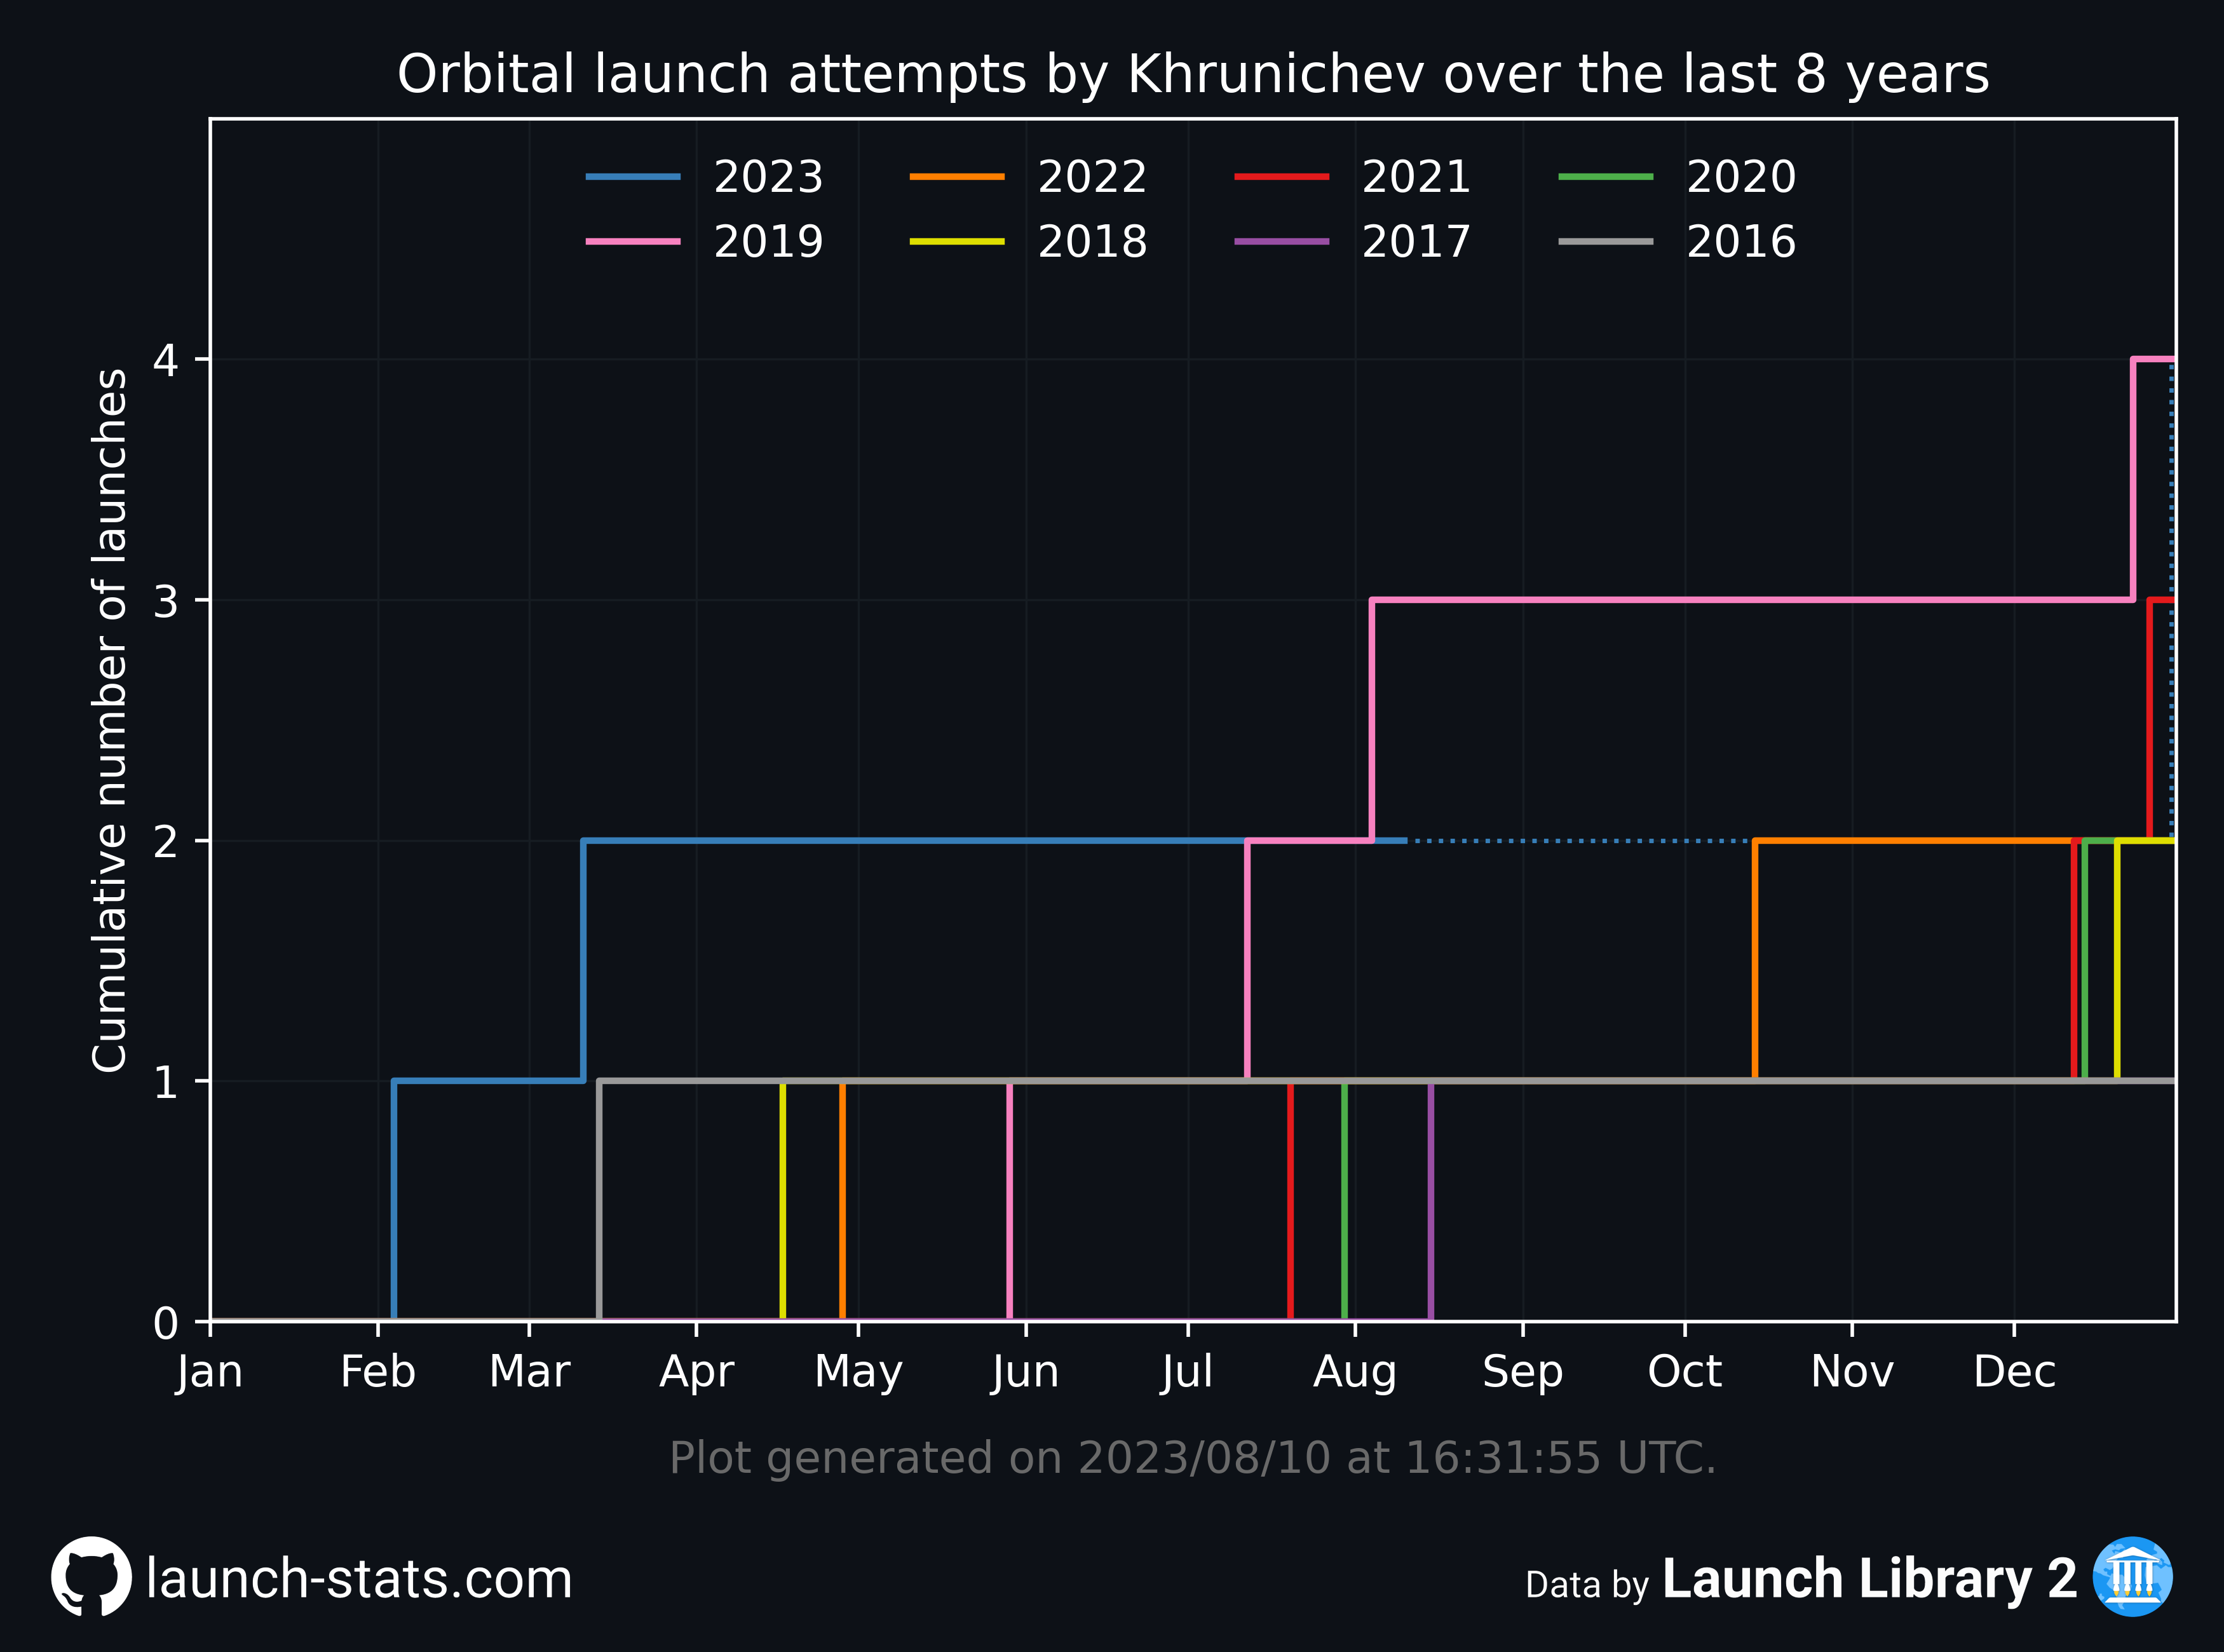 Orbital launch attempts by Khrunichev over the last 8 years
2023 2022 2021 2020
2019 2018 2017 2016
Cumulative number of launches
4
3
2
1
0
Jan Feb Mar Apr May Jun Jul Aug Sep Oct Nov Dec
Plot generated on 2023/08/10 at 16:31:55 UTC.
launch-stats.com
Data by Launch Library 2